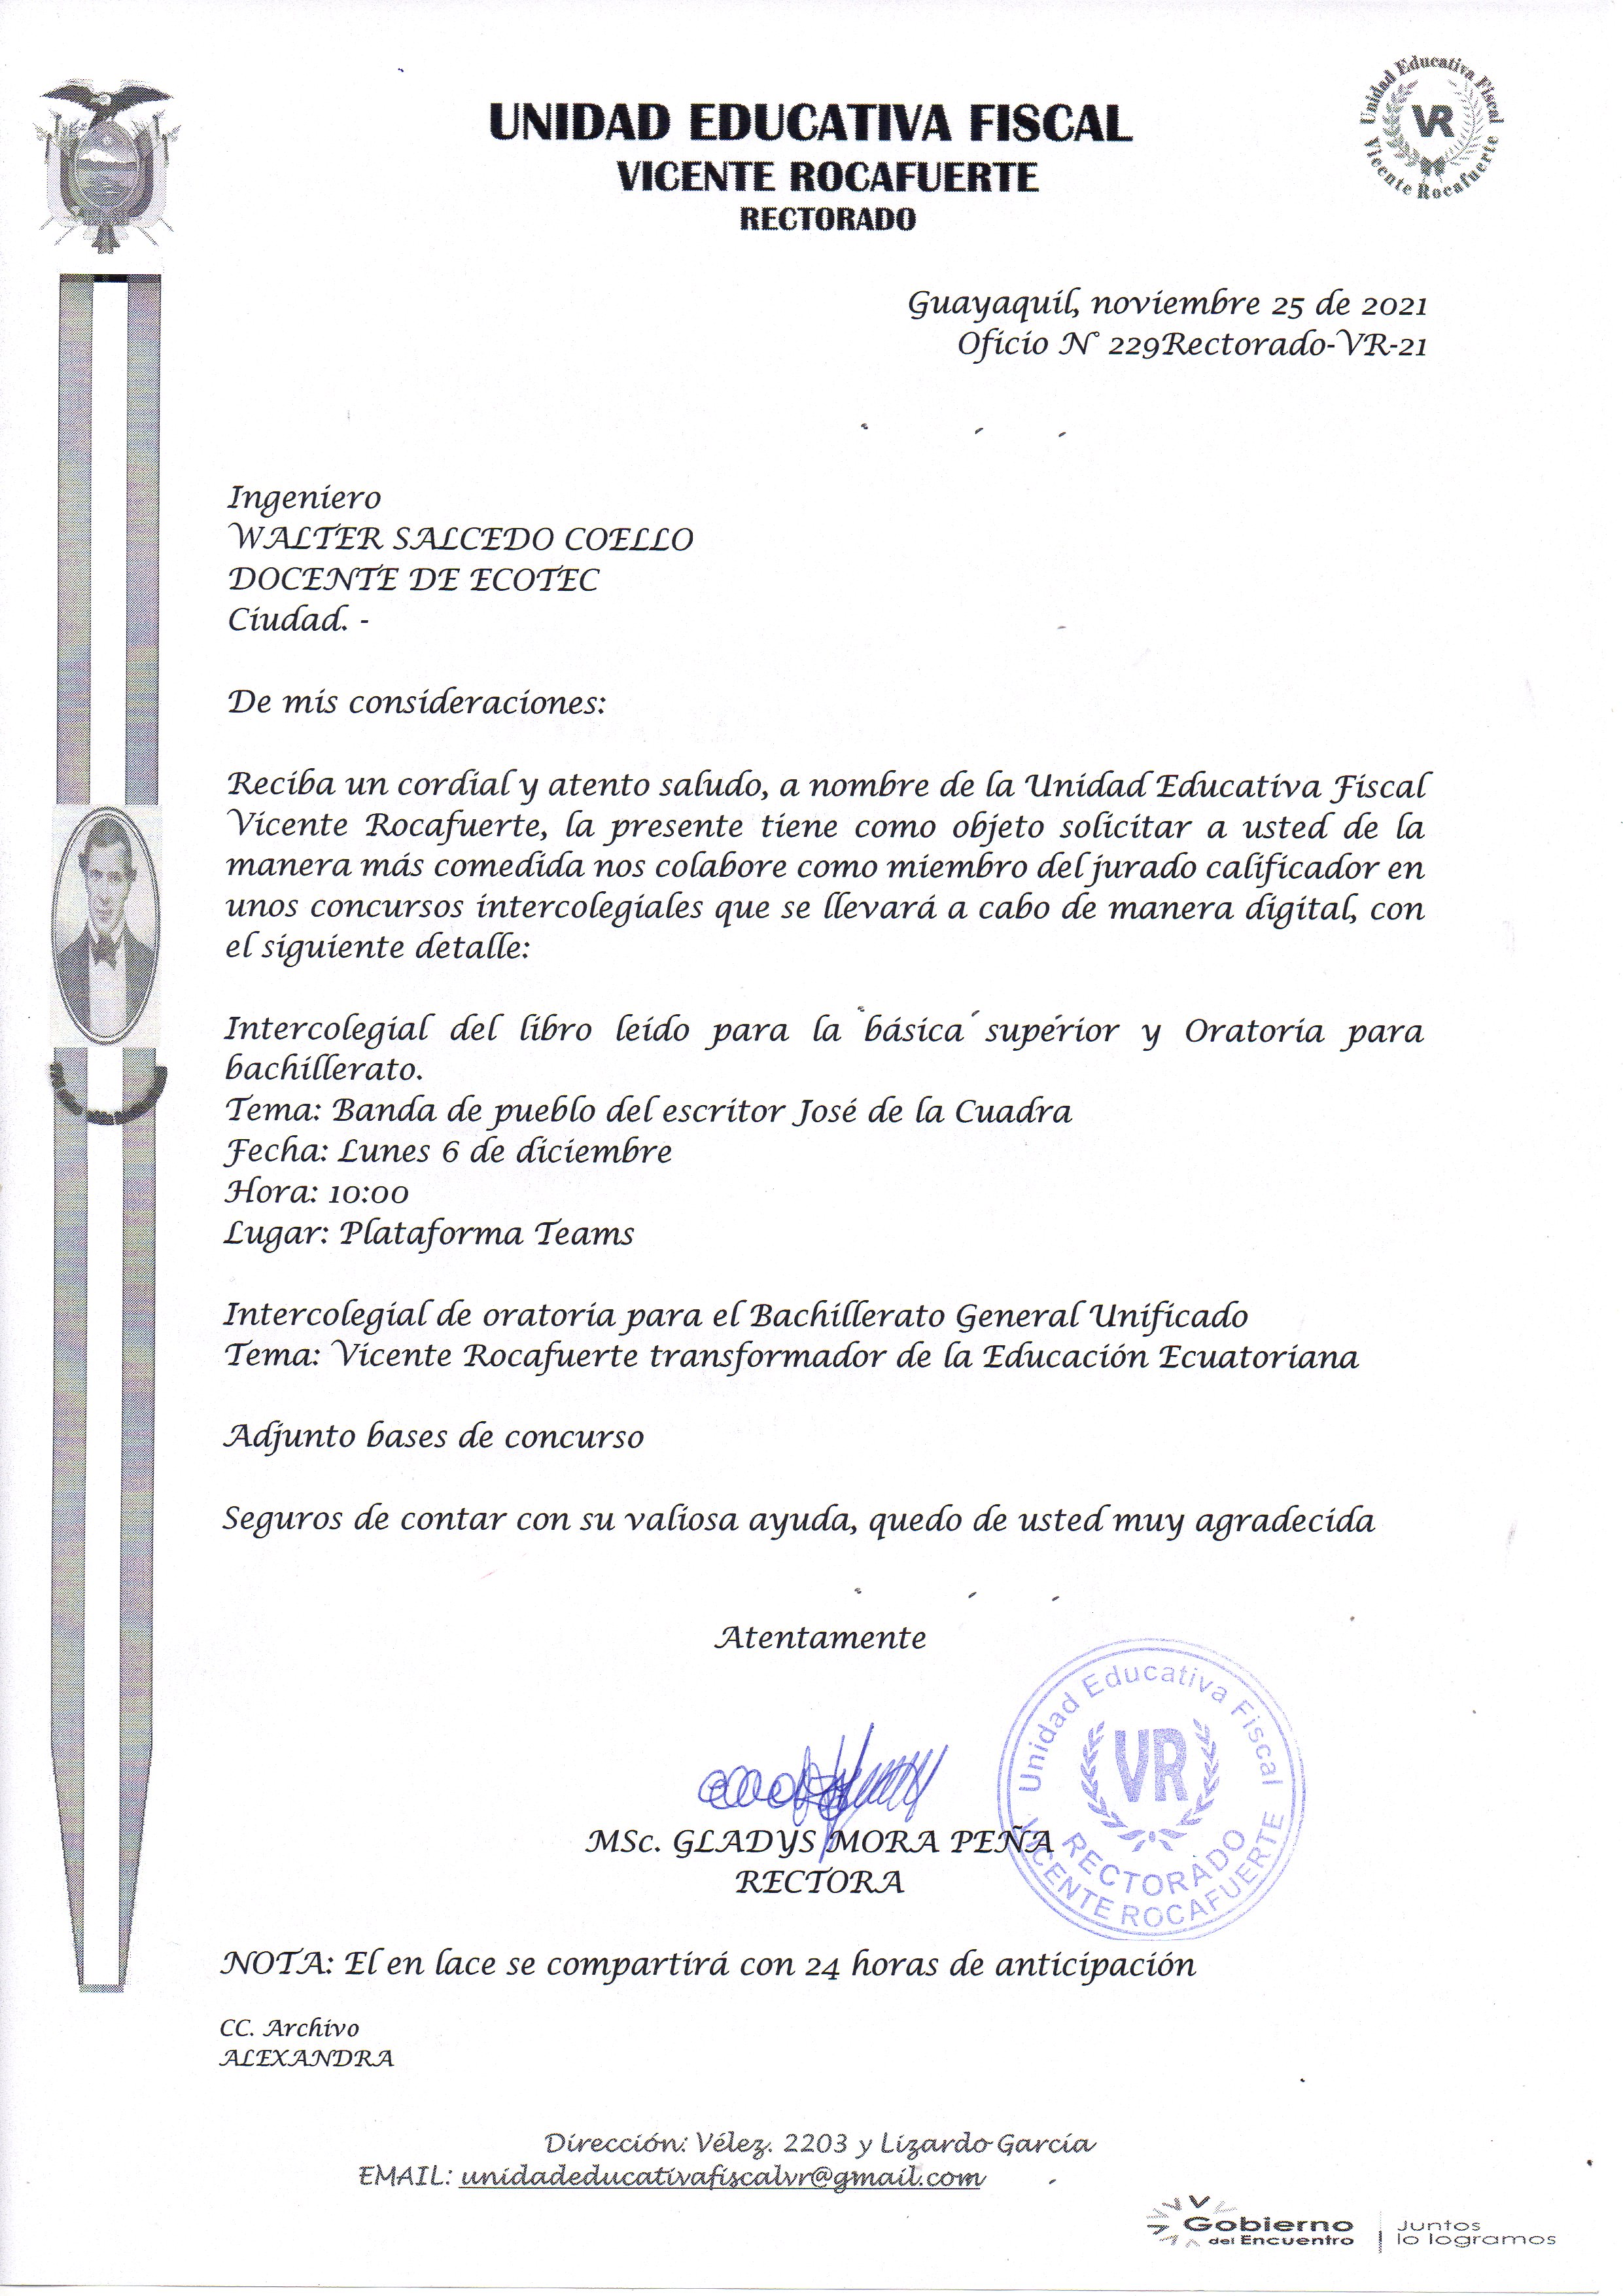 UNIDAD EDUCATIVA FISCAL
VICENTE ROCAFUERTE
RECTORADO
Unidad Educativa Fiscal
VR
Vicente Rocafuerte
Guayaquil, noviembre 25 de 2021
Oficio N° 229Rectorado-VR-21
Ingeniero
WALTER SALCEDO COELLO
DOCENTE DE ECOTEC
Ciudad. -
De mis consideraciones:
Reciba un cordial y atento saludo, a nombre de la Unidad Educativa Fiscal
Vicente Rocafuerte, la presente tiene como objeto solicitar a usted de la
manera más comedida nos colabore como miembro del jurado calificador en
unos concursos intercolegiales que se llevará a cabo de manera digital, con
el siguiente detalle:
Intercolegial del libro leído para la básica superior y Oratoria para
bachillerato.
Tema: Banda de pueblo del escritor José de la Cuadra
Fecha: Lunes 6 de diciembre
Hora: 10:00
Lugar: Plataforma Teams
Intercolegial de oratoria para el Bachillerato General Unificado
Tema: Vicente Rocafuerte transformador de la Educación Ecuatoriana
Adjunto bases de concurso
Seguros de contar con su valiosa ayuda, quedo de usted muy agradecida
Atentamente
Unidad Educativa Fiscal
VR
RECTORADO
VICENTE ROCAFUERTE
MSc. GLADYS MORA PEÑA
RECTORA
NOTA: El en lace se compartirá con 24 horas de anticipación
CC. Archivo
ALEXANDRA
Dirección: Vélez. 2203 y Lizardo García
EMAIL: unidadeducativafiscalvr@gmail.com
Gobierno
del Encuentro
Juntos
lo logramos